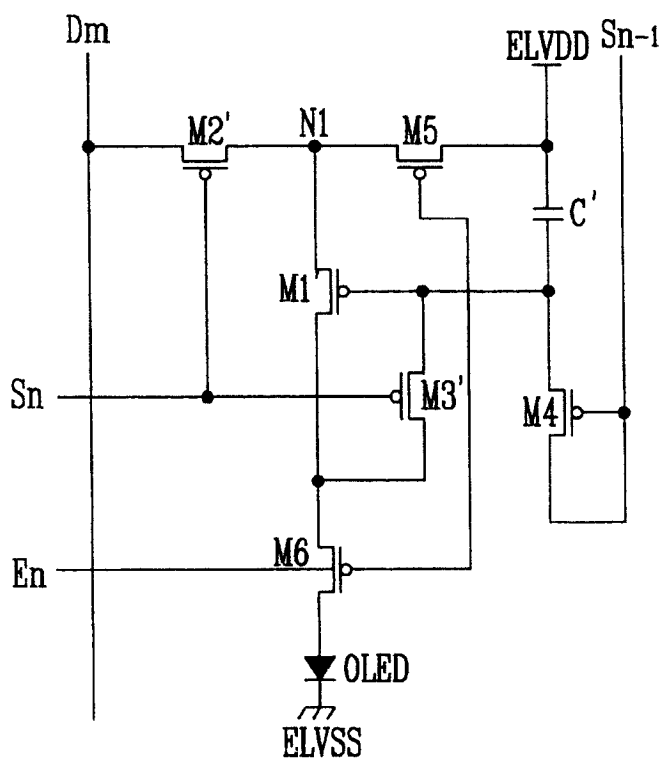 Dm
ELVDD
Sn-1
M2'
N1
M5
C'
M1'
Sn
M3'
M4
En
M6
OLED
ELVSS